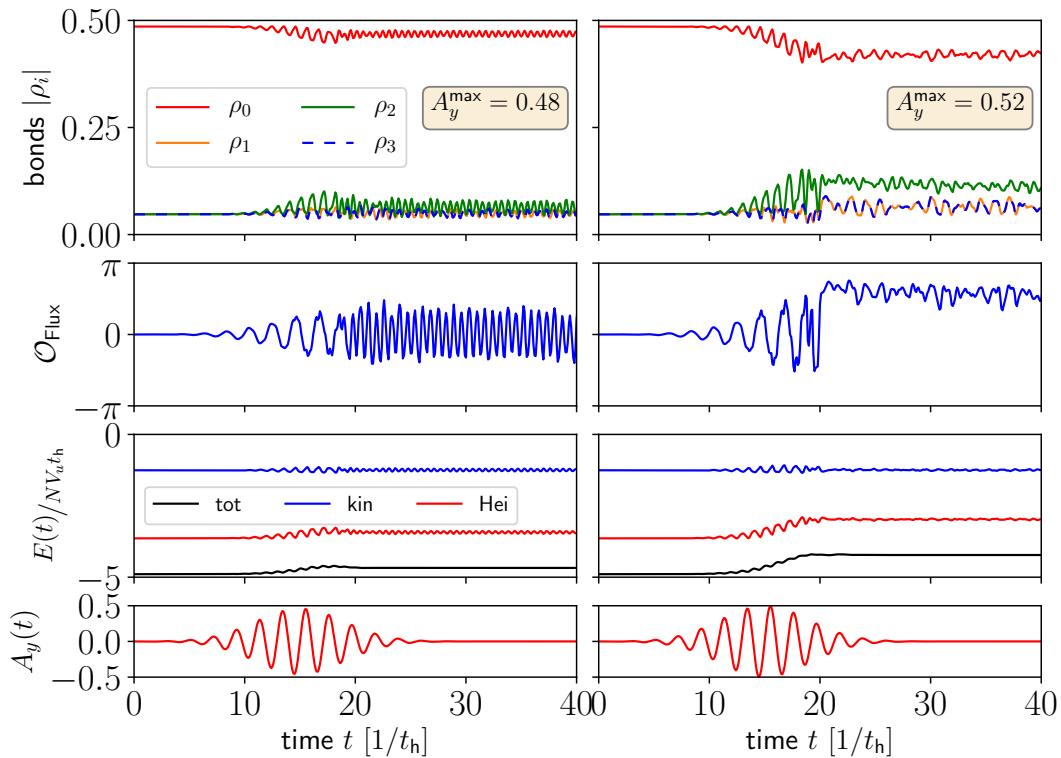 0.50
0.25
0.00
bonds |ρ_i|
ρ_0
ρ_1
ρ_2
ρ_3
A_y^max = 0.48
A_y^max = 0.52
π
0
−π
𝒪_Flux
0
−5
E(t)/NV_u t_h
tot
kin
Hei
0.5
0.0
−0.5
A_y(t)
0 10 20 30 40
0 10 20 30 40
time t [1/t_h]
time t [1/t_h]